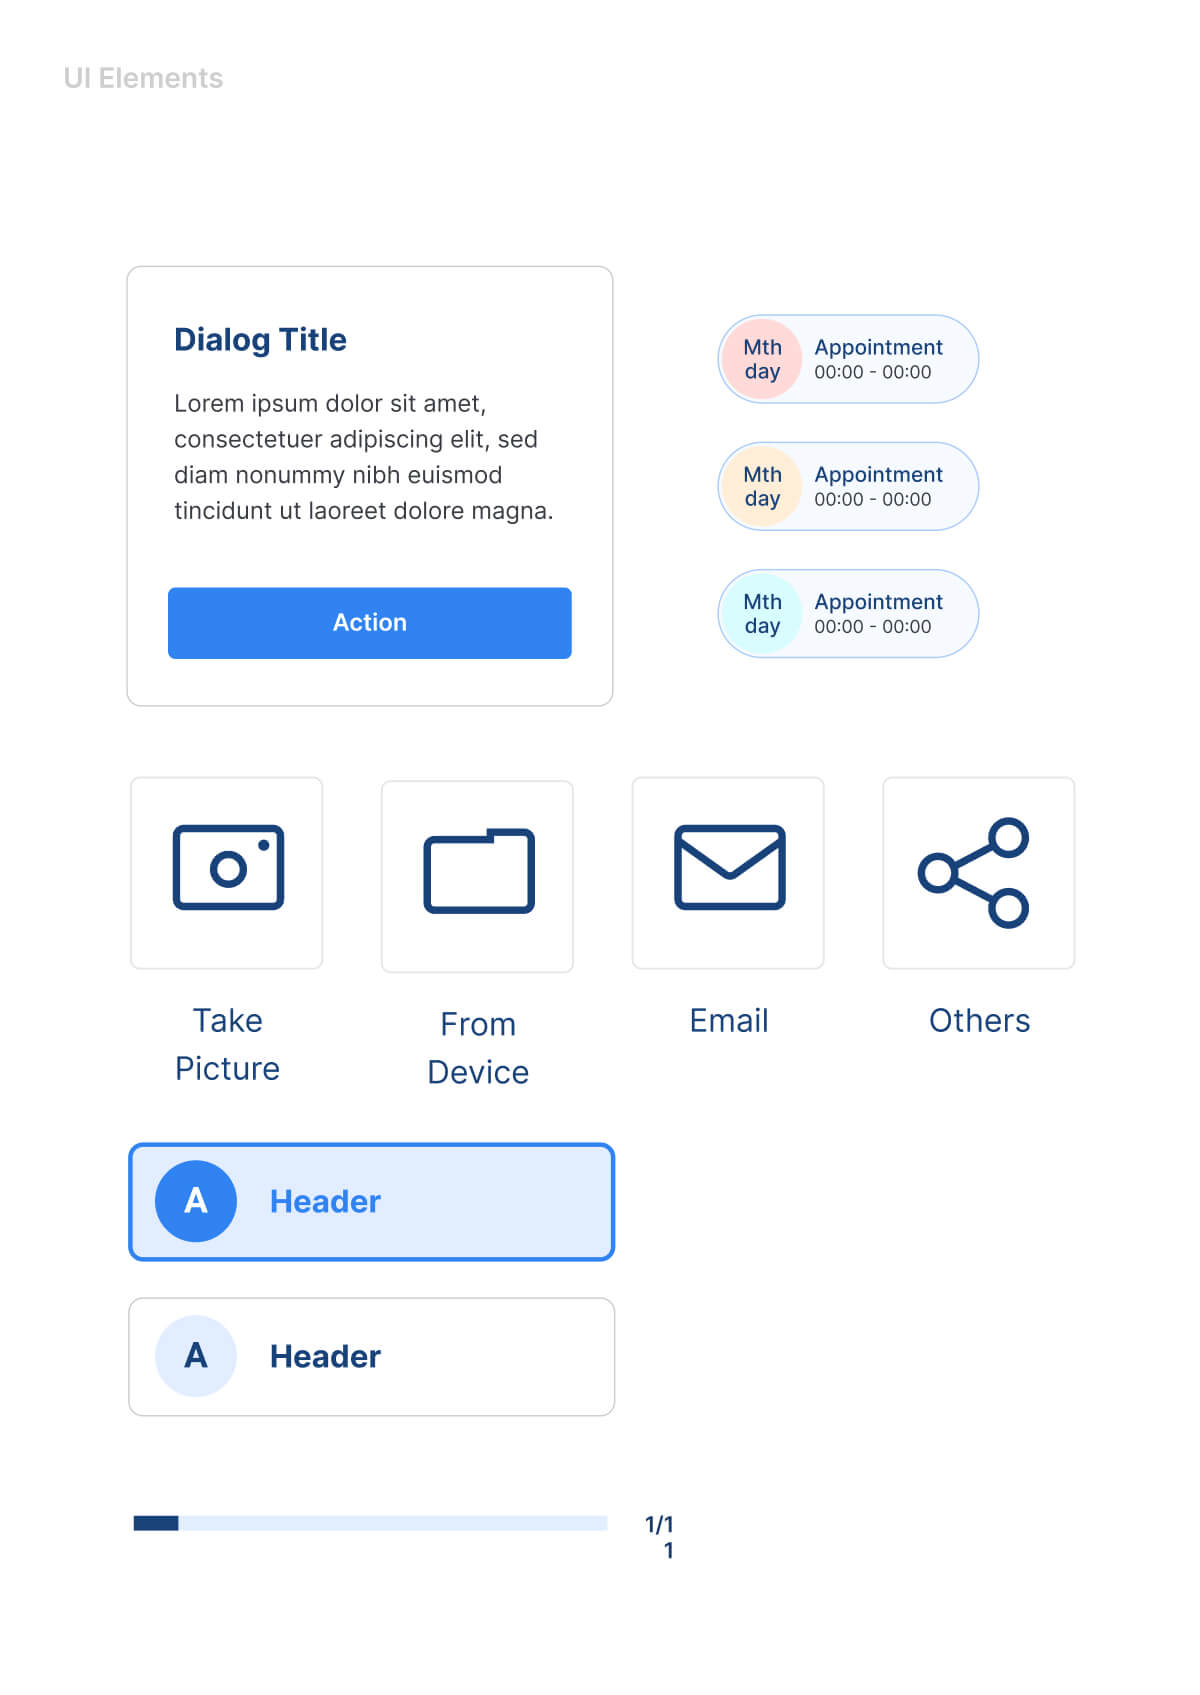 UI Elements
Dialog Title
Lorem ipsum dolor sit amet,
consectetuer adipiscing elit, sed
diam nonummy nibh euismod
tincidunt ut laoreet dolore magna.
Action
Mth
day
Appointment
00:00 - 00:00
Mth
day
Appointment
00:00 - 00:00
Mth
day
Appointment
00:00 - 00:00
Take
Picture
From
Device
Email
Others
A
Header
A
Header
1/1
1